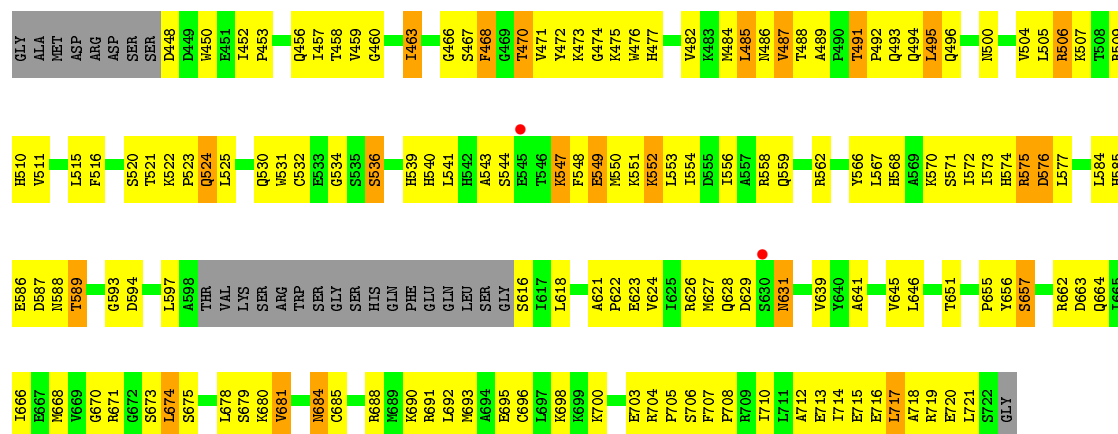 GLY ALA MET ASP ARG ASP SER SER D448 D449 W450 E451 I452 P453 Q456 I457 T458 V459 G460 I463 G466 S467 F468 G469 T470 V471 Y472 K473 G474 K475 W476 H477 V482 K483 M484 L485 N486 V487 T488 A489 P490 T491 P492 Q493 Q494 L495 Q496 N500 V504 L505 R506 K507 T508 R509
H510 V511 L515 F516 S520 T521 K522 P523 Q524 L525 Q530 W531 C532 E533 G534 S535 S536 H539 H540 L541 H542 A543 S544 E545 T546 K547 F548 E549 M550 K551 K552 L553 I554 D555 I556 A557 R558 Q559 R562 Y566 L567 H568 A569 K570 S571 I572 I573 H574 R575 D576 L577 L584 H585
E586 D587 N588 T589 G593 D594 L597 A598 THR VAL LYS SER ARG TRP SER GLY SER HIS GLN PHE GLU GLN LEU SER GLY S616 I617 L618 A621 P622 E623 V624 I625 R626 M627 Q628 D629 S630 N631 V639 Y640 A641 V645 L646 T651 P655 Y656 S657 R662 D663 Q664 I665
I666 E667 M668 V669 G670 R671 G672 S673 L674 S675 L678 S679 K680 V681 N684 C685 R688 M689 K690 R691 L692 M693 A694 E695 C696 L697 K698 K699 K700 E703 R704 P705 S706 F707 P708 R709 I710 L711 A712 E713 I714 E715 E716 L717 A718 R719 E720 L721 S722 GLY